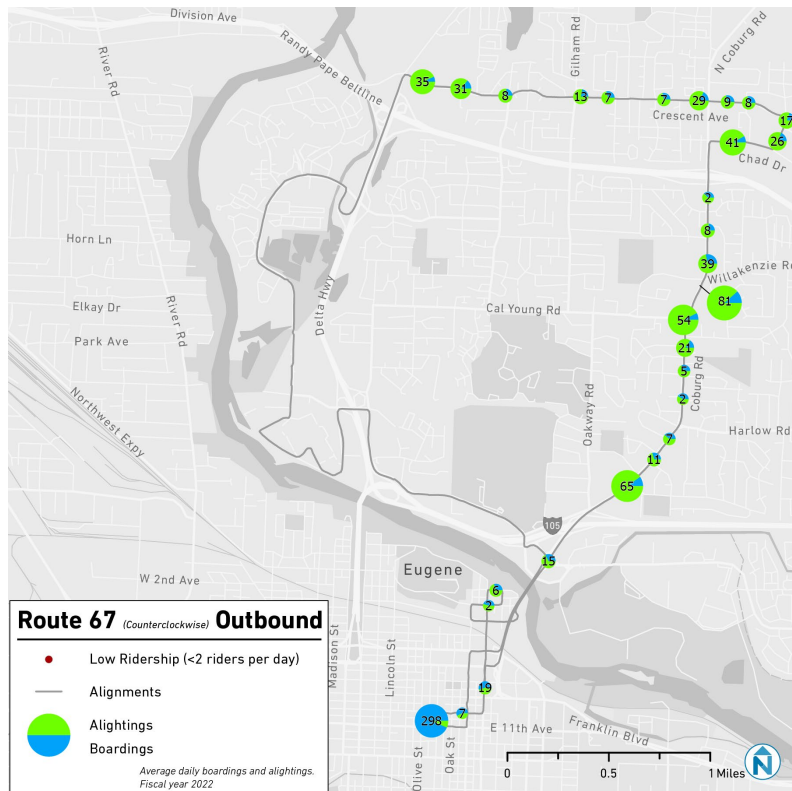 Division Ave
River Rd
Randy Pape Beltline
Gilham Rd
N Coburg Rd
35
31
8
13
7
7
29
9
8
Crescent Ave
17
41
26
Chad Dr
2
8
Horn Ln
39
Willakenzie Rd
81
Elkay Dr
River Rd
Delta Hwy
Cal Young Rd
54
Park Ave
21
5
Coburg Rd
Northwest Expy
Oakway Rd
2
Harlow Rd
7
11
65
105
15
Eugene
W 2nd Ave
6
2
Madison St
Lincoln St
19
298
7
E 11th Ave
Franklin Blvd
Olive St
Oak St
Route 67 (Counterclockwise) Outbound
Low Ridership (<2 riders per day)
Alignments
Alightings
Boardings
Average daily boardings and alightings.
Fiscal year 2022
0 0.5 1 Miles
N